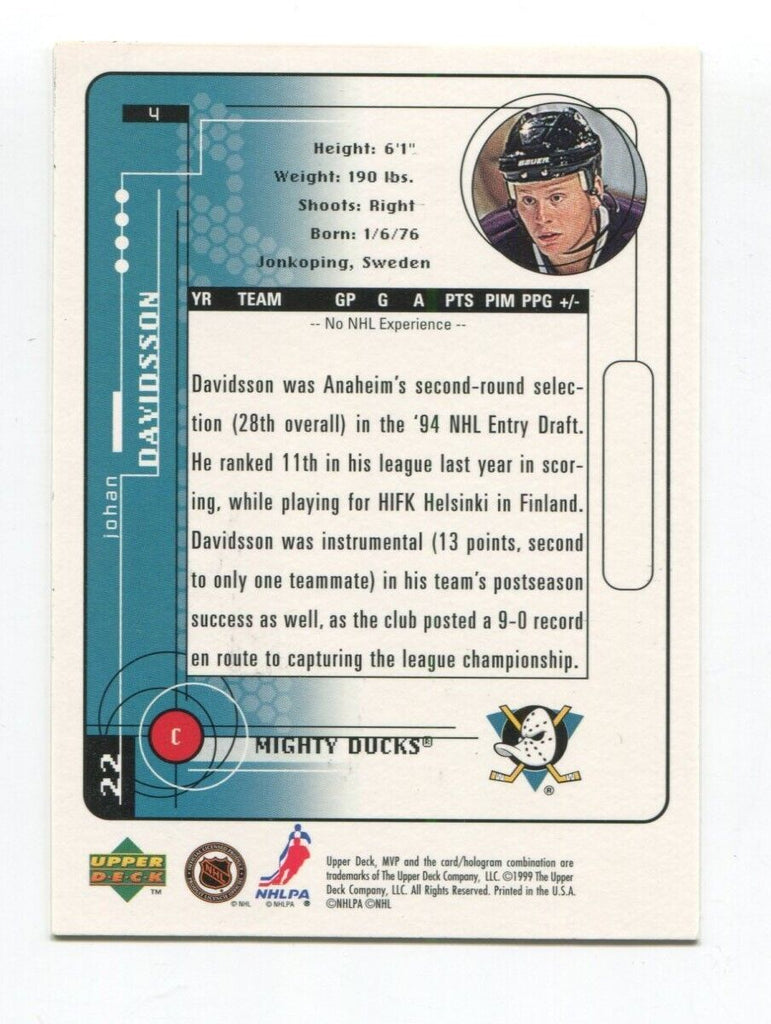 4
Height: 6'1"
Weight: 190 lbs.
Shoots: Right
Born: 1/6/76
Jonkoping, Sweden
BAUER
johan
DAVIDSSON
YR TEAM GP G A PTS PIM PPG +/-
-- No NHL Experience --
Davidsson was Anaheim's second-round selec-
tion (28th overall) in the '94 NHL Entry Draft.
He ranked 11th in his league last year in scor-
ing, while playing for HIFK Helsinki in Finland.
Davidsson was instrumental (13 points, second
to only one teammate) in his team's postseason
success as well, as the club posted a 9-0 record
en route to capturing the league championship.
22
C
MIGHTY DUCKS®
®
UPPER
DECK
™
NHL
© NHL
NHLPA
© NHLPA ®
Upper Deck, MVP and the card/hologram combination are
trademarks of The Upper Deck Company, LLC. ©1999 The Upper
Deck Company, LLC. All Rights Reserved. Printed in the U.S.A.
©NHLPA ©NHL